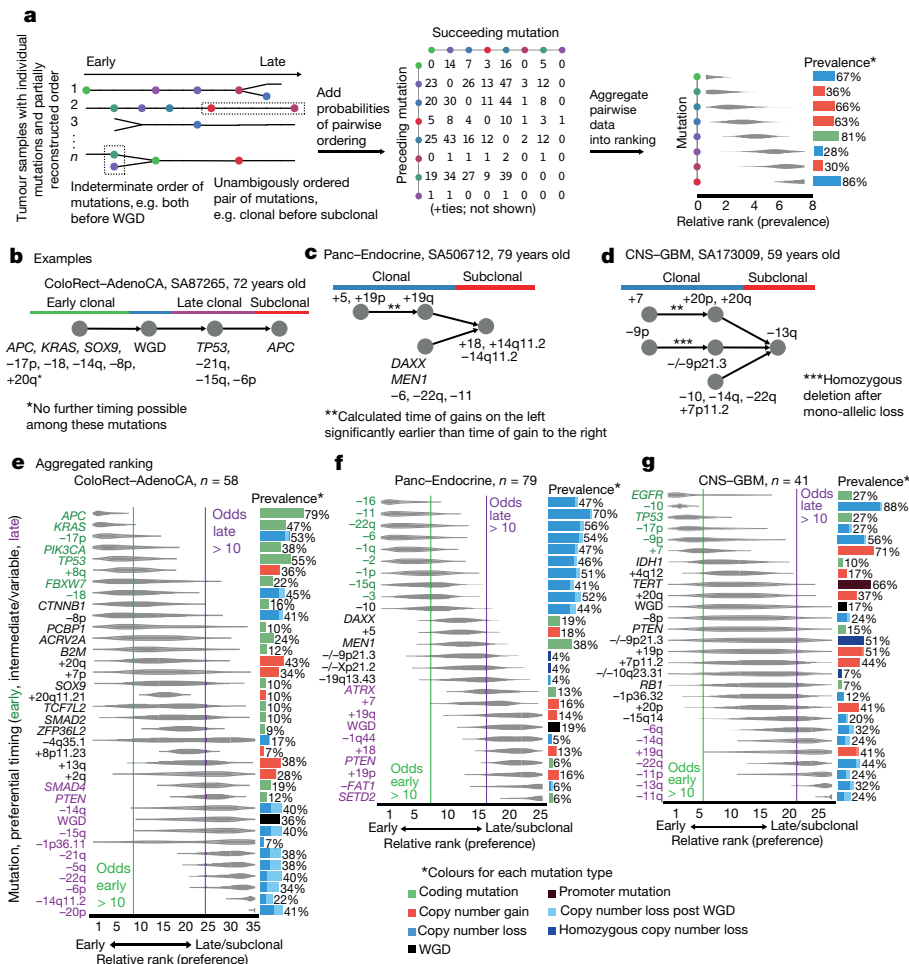 a
Tumour samples with individual mutations and partially reconstructed order
Early
Late
1
2
3
⋮
n
Indeterminate order of mutations, e.g. both before WGD
Unambigously ordered pair of mutations, e.g. clonal before subclonal
Add probabilities of pairwise ordering
Succeeding mutation
Preceding mutation
0 14 7 3 16 0 5 0
23 0 26 13 47 3 12 0
20 30 0 11 44 1 8 0
5 8 4 0 10 1 3 1
25 43 16 12 0 2 12 0
0 1 1 1 2 0 1 0
19 34 27 9 39 0 0 0
1 1 0 1 0 0 0
(+ties; not shown)
Aggregate pairwise data into ranking
Mutation
Prevalence*
67%
36%
66%
63%
81%
28%
30%
86%
0 2 4 6 8
Relative rank (prevalence)
b Examples
ColoRect–AdenoCA, SA87265, 72 years old
Early clonal
Late clonal
Subclonal
APC, KRAS, SOX9, −17p, −18, −14q, −8p, +20q*
WGD
TP53, −21q, −15q, −6p
APC
*No further timing possible among these mutations
c Panc–Endocrine, SA506712, 79 years old
Clonal
Subclonal
+5, +19p
**
+19q
+18, +14q11.2
−14q11.2
DAXX
MEN1
−6, −22q, −11
**Calculated time of gains on the left significantly earlier than time of gain to the right
d CNS–GBM, SA173009, 59 years old
Clonal
Subclonal
+7
**
+20p, +20q
−9p
***
−/−9p21.3
−13q
−10, −14q, −22q
+7p11.2
***Homozygous deletion after mono-allelic loss
e Aggregated ranking
ColoRect–AdenoCA, n = 58
Mutation, preferential timing (early, intermediate/variable, late)
Prevalence*
Odds late > 10
Odds early > 10
APC 79%
KRAS 47%
−17p 53%
PIK3CA 38%
TP53 55%
+8q 36%
FBXW7 22%
−18 45%
CTNNB1 16%
−8p 41%
PCBP1 10%
ACRV2A 24%
B2M 12%
+20q 43%
+7p 34%
SOX9 10%
+20q11.21 10%
TCF7L2 10%
SMAD2 10%
ZFP36L2 9%
−4q35.1 17%
+8p11.23 7%
+13q 38%
+2q 28%
SMAD4 19%
PTEN 12%
−14q 40%
WGD 36%
−15q 40%
−1p36.11 7%
−21q 38%
−5q 38%
−22q 40%
−6p 34%
−14q11.2 22%
−20p 41%
1 5 10 15 20 25 30 35
Early
Late/subclonal
Relative rank (preference)
f
Panc–Endocrine, n = 79
Prevalence*
Odds late > 10
Odds early > 10
−16 47%
−11 70%
−22q 56%
−6 54%
−1q 47%
−2 46%
−1p 51%
−15q 41%
−3 52%
−10 44%
DAXX 19%
+5 18%
MEN1 38%
−/−9p21.3 4%
−/−Xp21.2 4%
−19q13.43 4%
ATRX 13%
+7 16%
+19q 14%
WGD 19%
−1q44 5%
+18 13%
PTEN 6%
+19p 16%
−FAT1 6%
SETD2 6%
1 5 10 15 20 25
Early
Late/subclonal
Relative rank (preference)
g
CNS–GBM, n = 41
Prevalence*
Odds late > 10
Odds early > 10
EGFR 27%
−10 88%
TP53 27%
−17p 27%
−9p 56%
+7 71%
IDH1 10%
+4q12 17%
TERT 66%
+20q 37%
WGD 17%
−8p 24%
PTEN 15%
−/−9p21.3 51%
+19p 51%
+7p11.2 44%
−/−10q23.31 7%
RB1 7%
−1p36.32 12%
+20p 41%
−15q14 20%
−6q 32%
−14q 24%
+19q 41%
−22q 44%
−11p 24%
−13q 32%
−11q 24%
1 5 10 15 20 25
Early
Late/subclonal
Relative rank (preference)
*Colours for each mutation type
Coding mutation
Copy number gain
Copy number loss
WGD
Promoter mutation
Copy number loss post WGD
Homozygous copy number loss